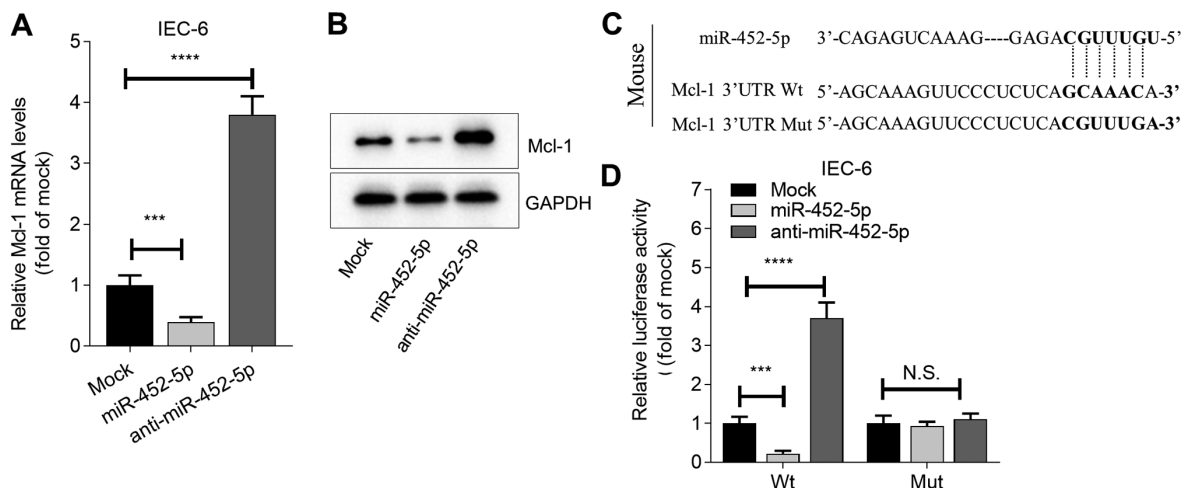 A
IEC-6
Relative Mcl-1 mRNA levels
(fold of mock)
5
4
3
2
1
0
****
***
Mock
miR-452-5p
anti-miR-452-5p
B
Mcl-1
GAPDH
Mock
miR-452-5p
anti-miR-452-5p
C
Mouse
miR-452-5p 3’-CAGAGUCAAAG----GAGACGUUUGU-5’
Mcl-1 3’UTR Wt 5’-AGCAAAGUUCCCUCUCAGCAAACA-3’
Mcl-1 3’UTR Mut 5’-AGCAAAGUUCCCUCUCACGUUUGA-3’
D
IEC-6
Relative luciferase activity
( (fold of mock)
7
6
5
4
3
2
1
0
Mock
miR-452-5p
anti-miR-452-5p
****
***
N.S.
Wt Mut